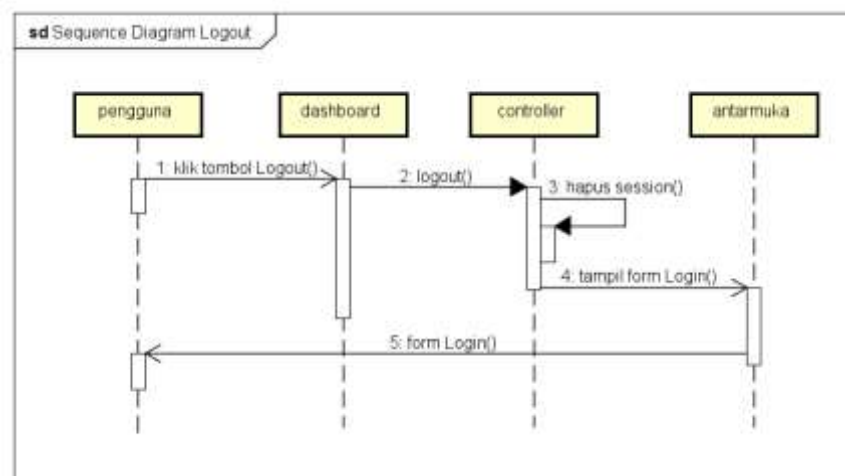 sd Sequence Diagram Logout
pengguna
dashboard
controller
antarmuka
1: klik tombol Logout()
2: logout()
3: hapus session()
4: tampil form Login()
5: form Login()